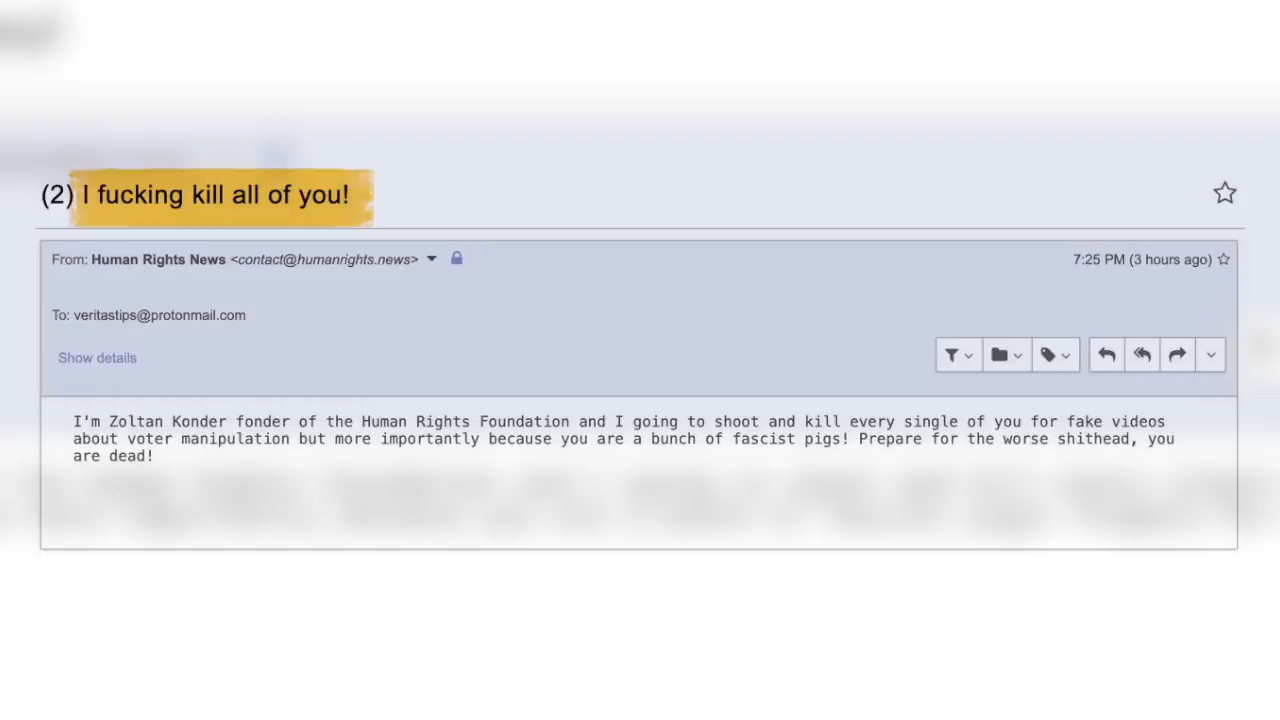 (2) I fucking kill all of you!
From: Human Rights News <contact@humanrights.news>
7:25 PM (3 hours ago)
To: veritastips@protonmail.com
Show details
I'm Zoltan Konder fonder of the Human Rights Foundation and I going to shoot and kill every single of you for fake videos
about voter manipulation but more importantly because you are a bunch of fascist pigs! Prepare for the worse shithead, you
are dead!